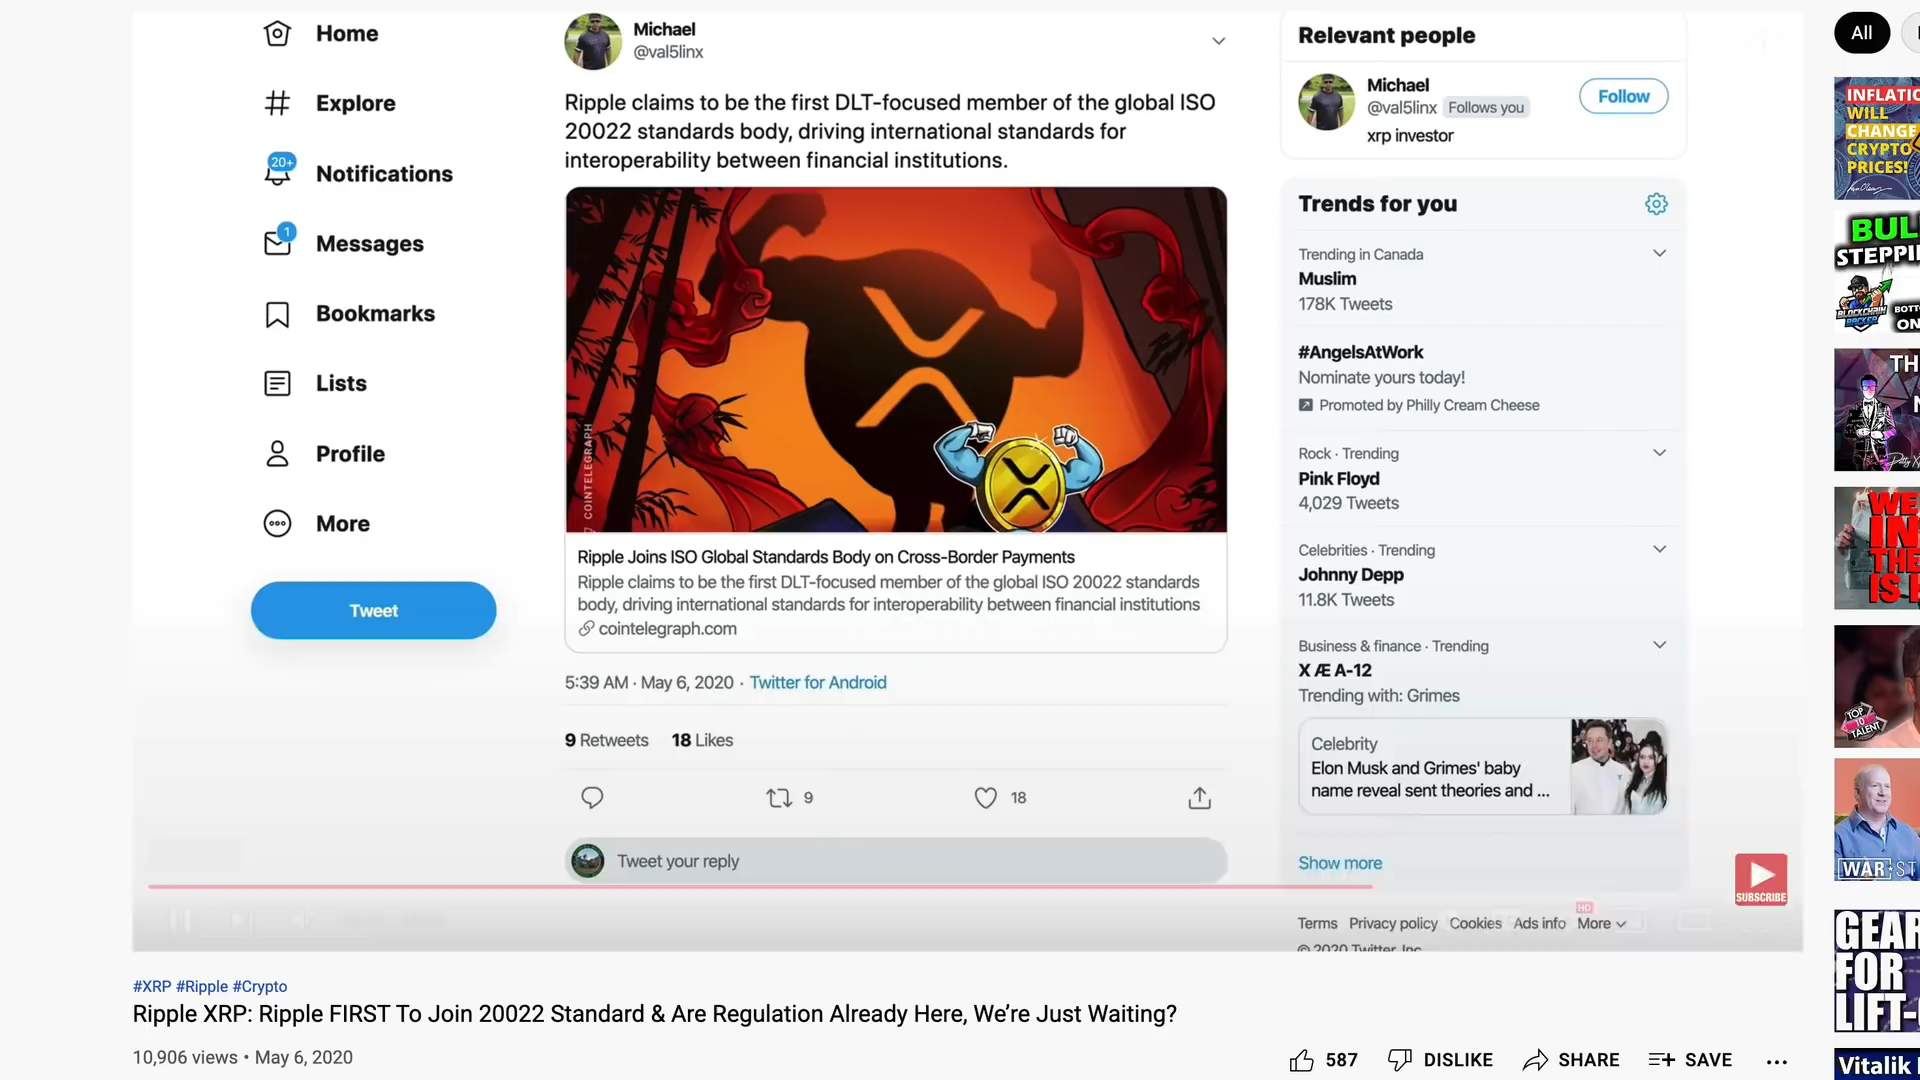 Home
Explore
20+
Notifications
1
Messages
Bookmarks
Lists
Profile
More
Tweet
Michael
@val5linx
Ripple claims to be the first DLT-focused member of the global ISO
20022 standards body, driving international standards for
interoperability between financial institutions.
COINTELEGRAPH
Ripple Joins ISO Global Standards Body on Cross-Border Payments
Ripple claims to be the first DLT-focused member of the global ISO 20022 standards
body, driving international standards for interoperability between financial institutions
cointelegraph.com
5:39 AM · May 6, 2020 · Twitter for Android
9 Retweets 18 Likes
9
18
Tweet your reply
Relevant people
Michael
@val5linx Follows you
xrp investor
Follow
Trends for you
Trending in Canada
Muslim
178K Tweets
#AngelsAtWork
Nominate yours today!
Promoted by Philly Cream Cheese
Rock · Trending
Pink Floyd
4,029 Tweets
Celebrities · Trending
Johnny Depp
11.8K Tweets
Business & finance · Trending
X Æ A-12
Trending with: Grimes
Celebrity
Elon Musk and Grimes' baby
name reveal sent theories and ...
Show more
SUBSCRIBE
HD
Terms Privacy policy Cookies Ads info More
© 2020 Twitter, Inc.
#XRP #Ripple #Crypto
Ripple XRP: Ripple FIRST To Join 20022 Standard & Are Regulation Already Here, We’re Just Waiting?
10,906 views • May 6, 2020
587 DISLIKE SHARE SAVE
All
INFLATIO
WILL
CHANGE
CRYPTO
PRICES!
BUL
STEPPI
BLOCKCHAIN
BACKER
BOTT
ON
TH
WE
IN
THE
IS
TOP
10
TALENT
WAR ST
GEAR
FOR
LIFT-
Vitalik